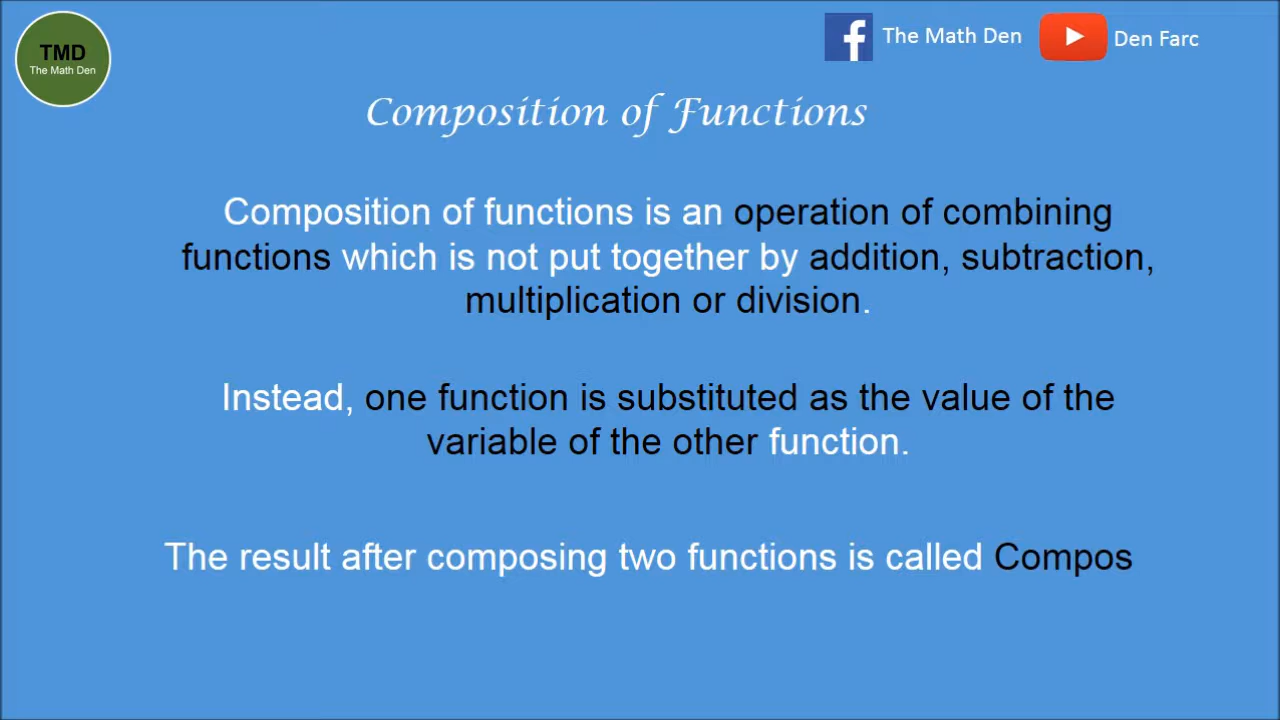 TMD
The Math Den
The Math Den
Den Farc
Composition of Functions
Composition of functions is an operation of combining
functions which is not put together by addition, subtraction,
multiplication or division.
Instead, one function is substituted as the value of the
variable of the other function.
The result after composing two functions is called Compos